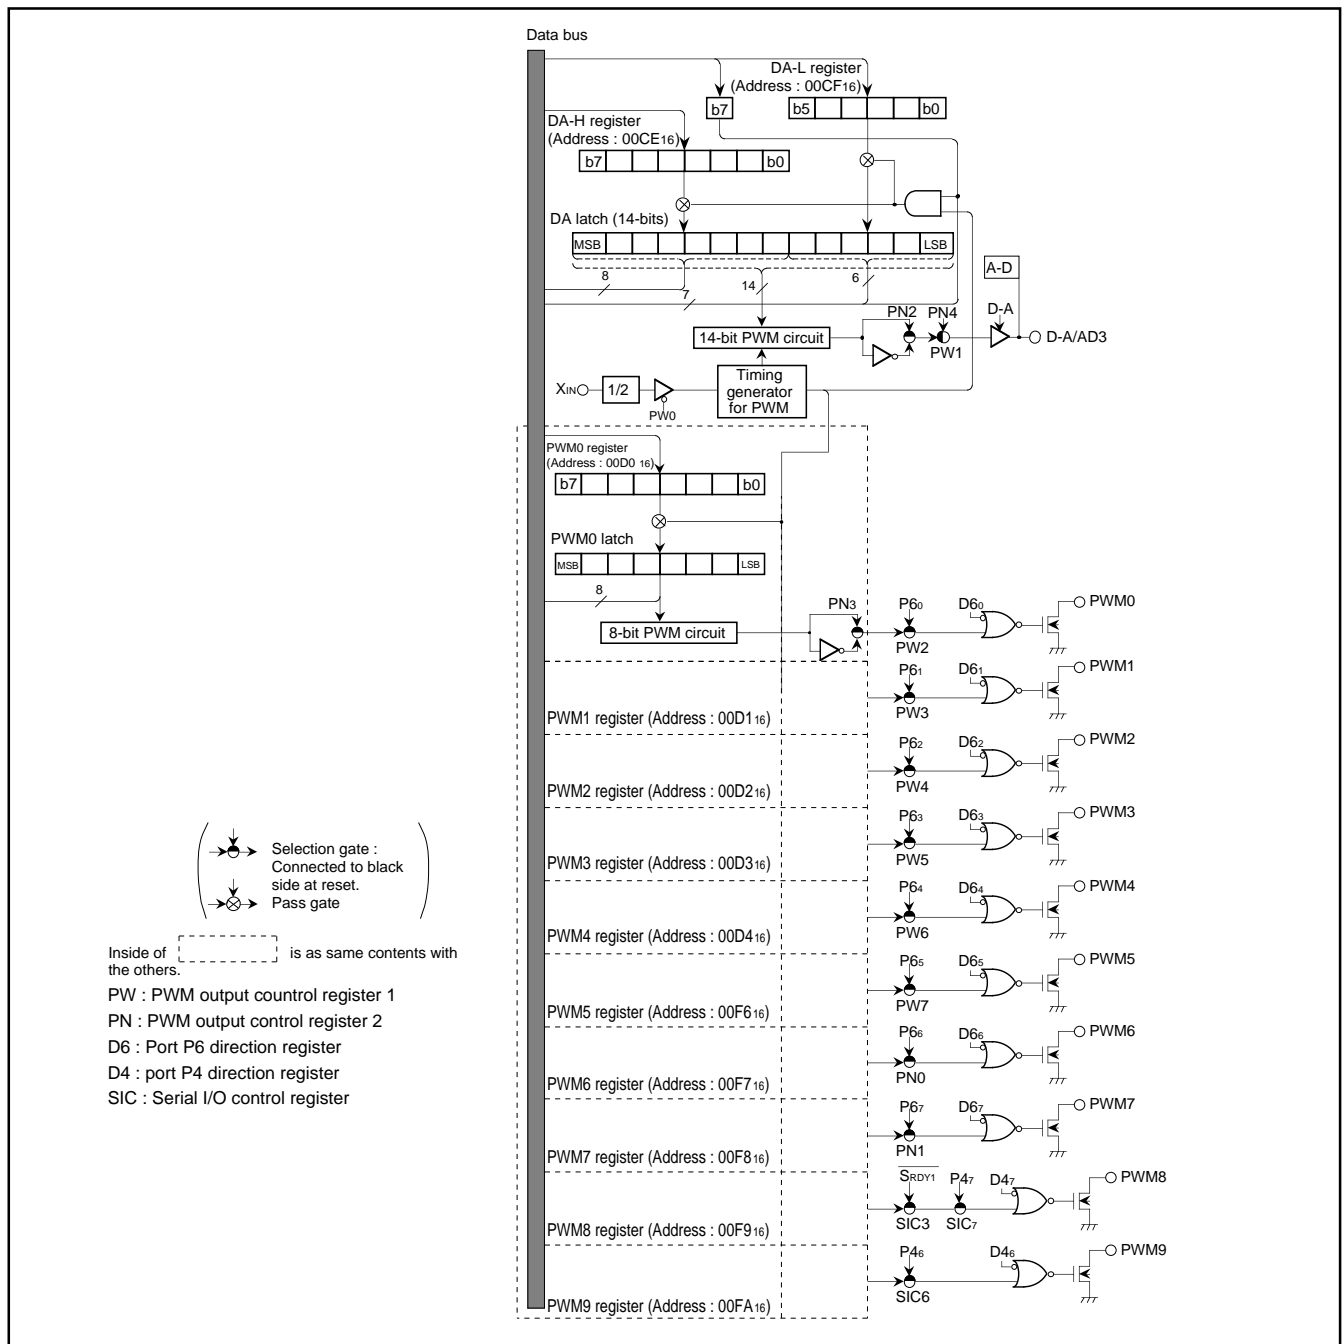 Data bus
DA-L register
(Address : 00CF16)
b7
b5
b0
DA-H register
(Address : 00CE16)
b7
b0
DA latch (14-bits)
MSB
LSB
8
14
6
7
A-D
PN2
PN4
D-A
14-bit PWM circuit
PW1
D-A/AD3
XIN
1/2
PW0
Timing
generator
for PWM
PWM0 register
(Address : 00D0 16)
b7
b0
PWM0 latch
MSB
LSB
8
8-bit PWM circuit
PN3
P60
PW2
D60
PWM0
P61
PW3
D61
PWM1
PWM1 register (Address : 00D116)
P62
PW4
D62
PWM2
PWM2 register (Address : 00D216)
P63
PW5
D63
PWM3
PWM3 register (Address : 00D316)
P64
PW6
D64
PWM4
PWM4 register (Address : 00D416)
P65
PW7
D65
PWM5
PWM5 register (Address : 00F616)
P66
PN0
D66
PWM6
PWM6 register (Address : 00F716)
P67
PN1
D67
PWM7
PWM7 register (Address : 00F816)
SRDY1
SIC3
P47
SIC7
D47
PWM8
PWM8 register (Address : 00F916)
P46
SIC6
D46
PWM9
PWM9 register (Address : 00FA16)
Selection gate :
Connected to black
side at reset.
Pass gate
Inside of is as same contents with
the others.
PW : PWM output countrol register 1
PN : PWM output control register 2
D6 : Port P6 direction register
D4 : port P4 direction register
SIC : Serial I/O control register